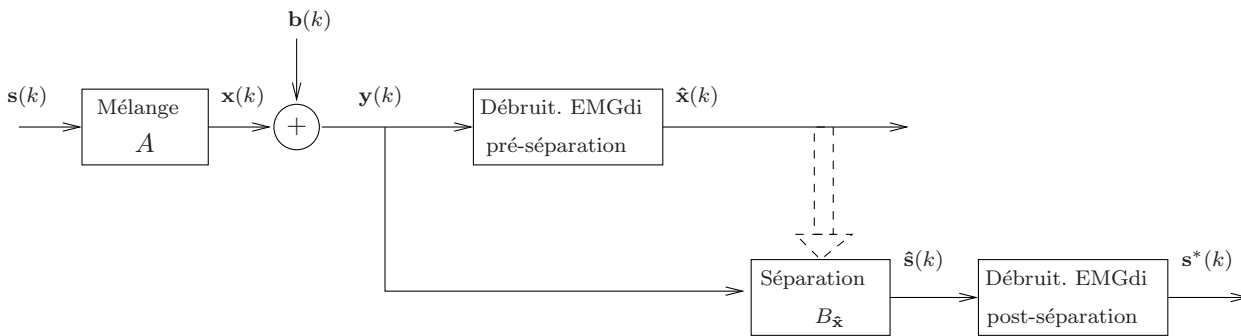 b(k)
s(k)
Mélange
A
x(k)
+
y(k)
Débruit. EMGdi
pré-séparation
x̂(k)
Séparation
B_x̂
ŝ(k)
Débruit. EMGdi
post-séparation
s*(k)